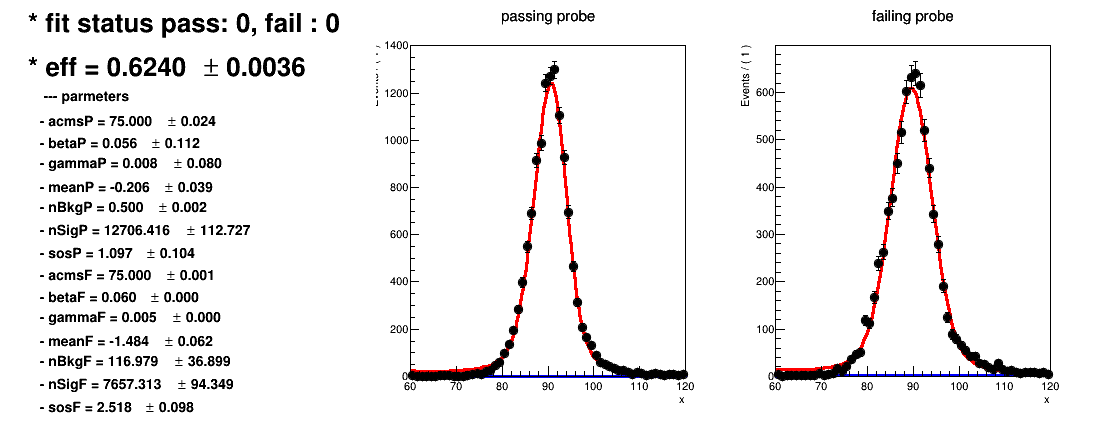 * fit status pass: 0, fail : 0
* eff = 0.6240 ± 0.0036
--- parmeters
- acmsP = 75.000 ± 0.024
- betaP = 0.056 ± 0.112
- gammaP = 0.008 ± 0.080
- meanP = -0.206 ± 0.039
- nBkgP = 0.500 ± 0.002
- nSigP = 12706.416 ± 112.727
- sosP = 1.097 ± 0.104
- acmsF = 75.000 ± 0.001
- betaF = 0.060 ± 0.000
- gammaF = 0.005 ± 0.000
- meanF = -1.484 ± 0.062
- nBkgF = 116.979 ± 36.899
- nSigF = 7657.313 ± 94.349
- sosF = 2.518 ± 0.098
passing probe
1400
1200
1000
800
600
400
200
0
60 70 80 90 100 110 120
x
failing probe
Events / ( 1 )
600
500
400
300
200
100
0
60 70 80 90 100 110 120
x